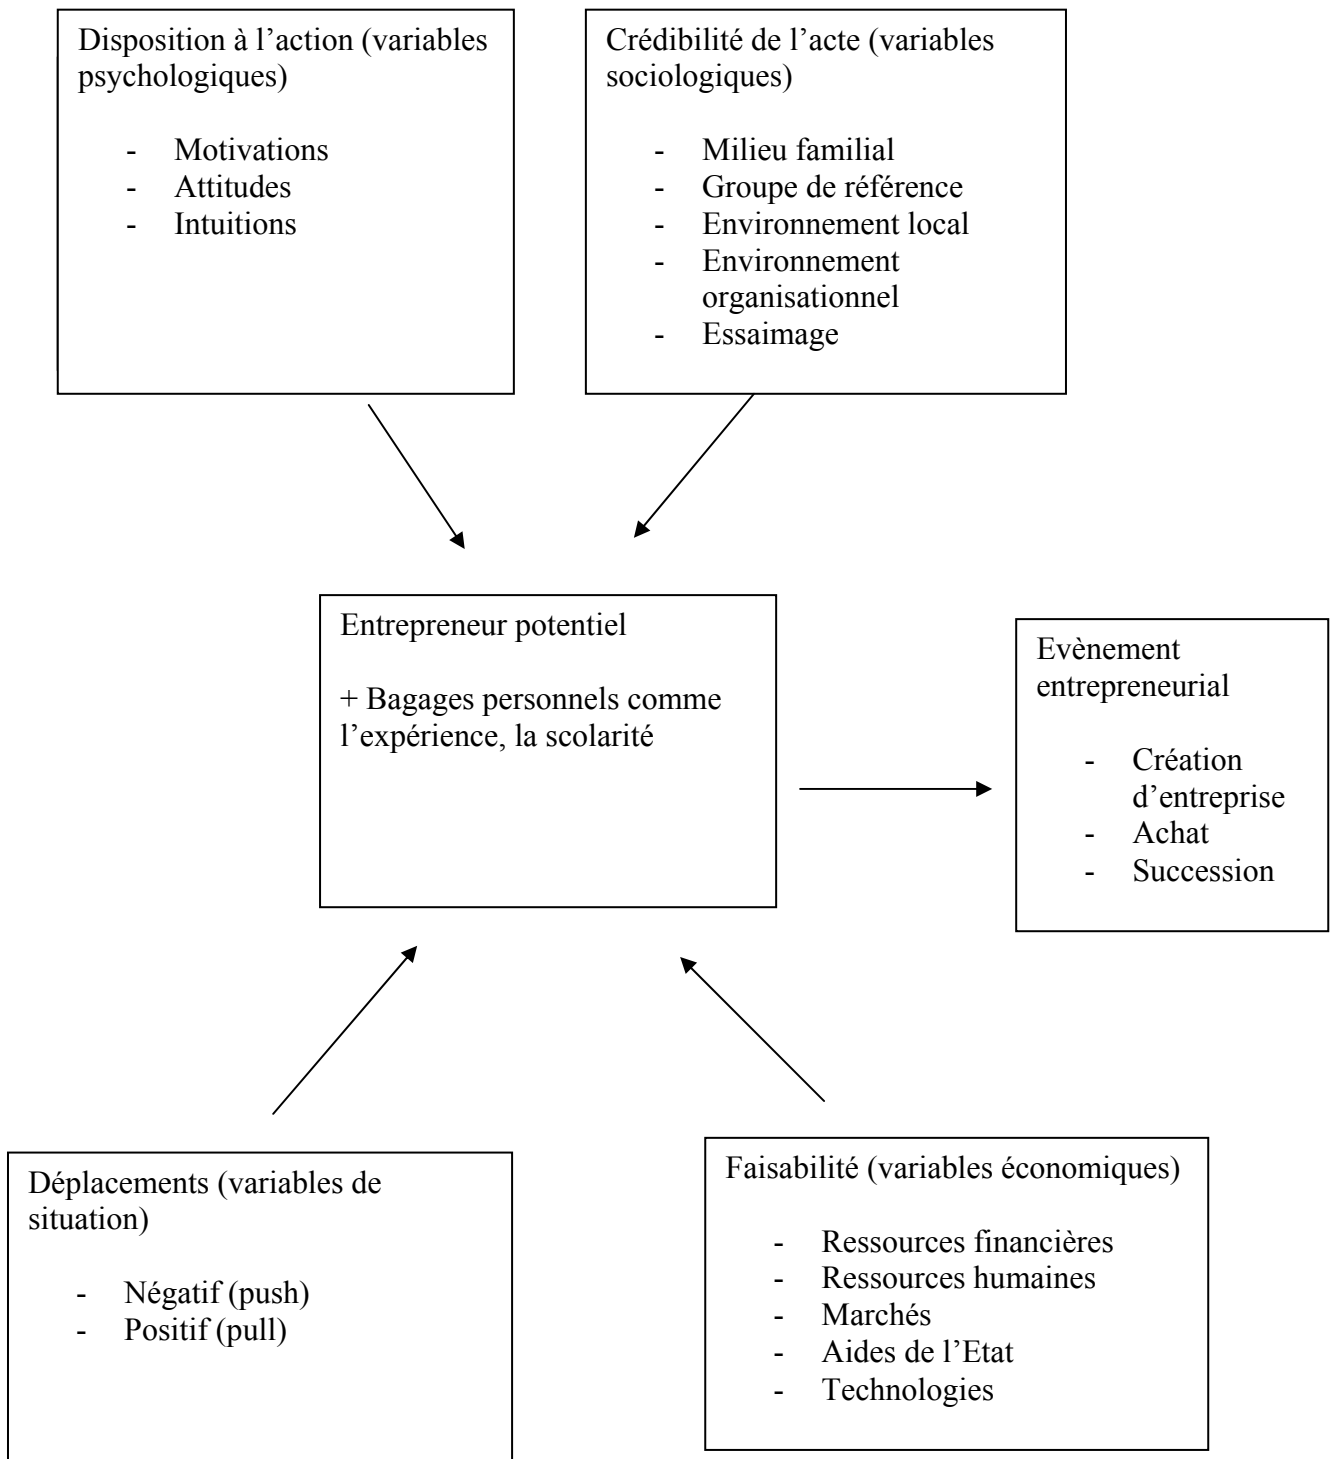 Disposition à l’action (variables
psychologiques)
- Motivations
- Attitudes
- Intuitions
Crédibilité de l’acte (variables
sociologiques)
- Milieu familial
- Groupe de référence
- Environnement local
- Environnement
organisationnel
- Essaimage
Entrepreneur potentiel
+ Bagages personnels comme
l’expérience, la scolarité
Evènement
entrepreneurial
- Création
d’entreprise
- Achat
- Succession
Déplacements (variables de
situation)
- Négatif (push)
- Positif (pull)
Faisabilité (variables économiques)
- Ressources financières
- Ressources humaines
- Marchés
- Aides de l’Etat
- Technologies